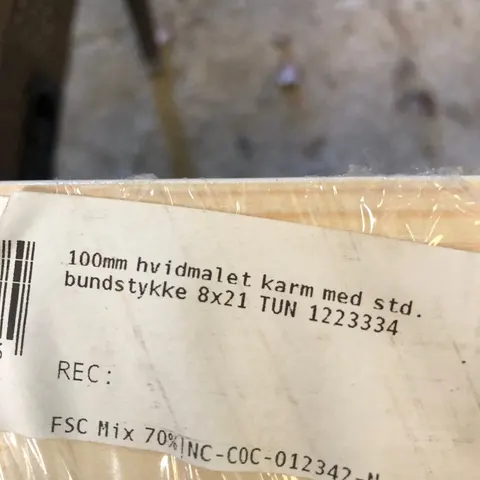 100mm hvidmalet karm med std.
bundstykke 8x21 TUN 1223334
REC:
FSC Mix 70%|NC-COC-012342-N